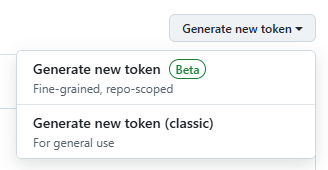 Generate new token
Generate new token Beta
Fine-grained, repo-scoped
Generate new token (classic)
For general use